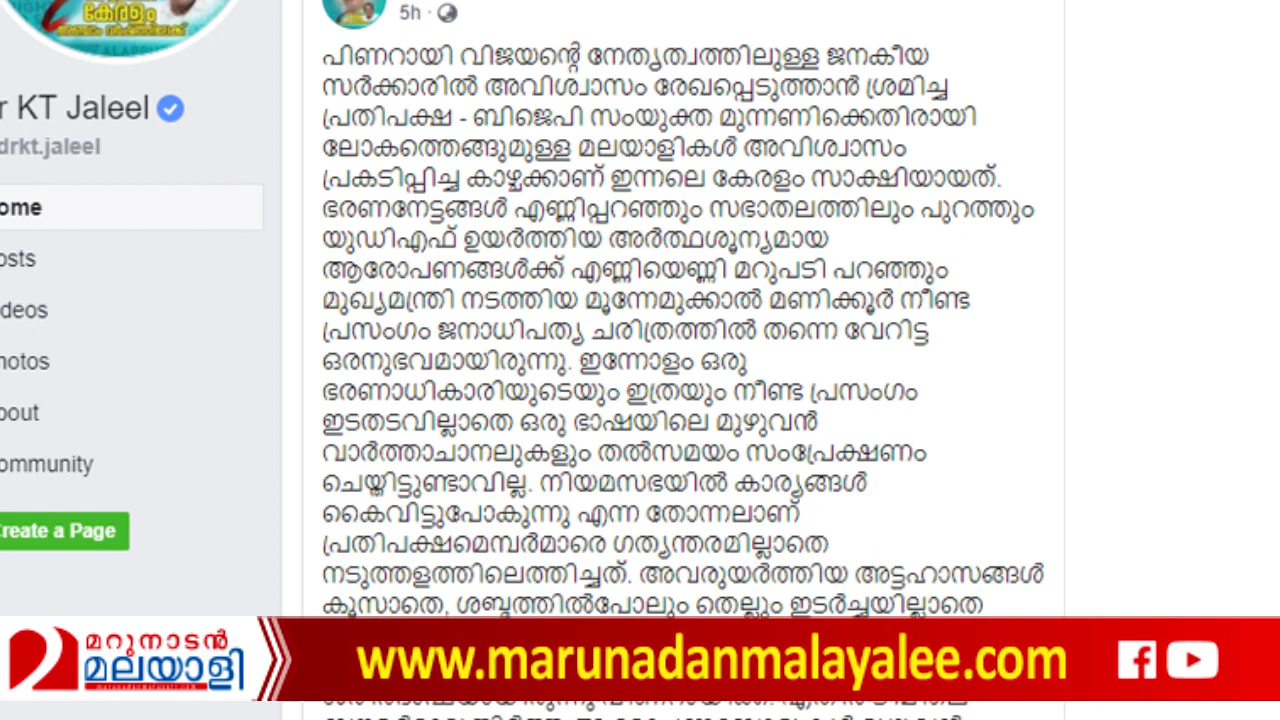 കേരളം
r KT Jaleel
drkt.jaleel
ome
osts
deos
hotos
bout
ommunity
reate a Page
5h ·
പിണറായി വിജയന്റെ നേതൃത്വത്തിലുള്ള ജനകീയ
സർക്കാരിൽ അവിശ്വാസം രേഖപ്പെടുത്താൻ ശ്രമിച്ച
പ്രതിപക്ഷ - ബിജെപി സംയുക്ത മുന്നണിക്കെതിരായി
ലോകത്തെങ്ങുമുള്ള മലയാളികൾ അവിശ്വാസം
പ്രകടിപ്പിച്ച കാഴ്ചക്കാണ് ഇന്നലെ കേരളം സാക്ഷിയായത്.
ഭരണനേട്ടങ്ങൾ എണ്ണിപ്പറഞ്ഞും സഭാതലത്തിലും പുറത്തും
യുഡിഎഫ് ഉയർത്തിയ അർത്ഥശൂന്യമായ
ആരോപണങ്ങൾക്ക് എണ്ണിയെണ്ണി മറുപടി പറഞ്ഞും
മുഖ്യമന്ത്രി നടത്തിയ മൂന്നേമുക്കാൽ മണിക്കൂർ നീണ്ട
പ്രസംഗം ജനാധിപത്യ ചരിത്രത്തിൽ തന്നെ വേറിട്ട
ഒരനുഭവമായിരുന്നു. ഇന്നോളം ഒരു
ഭരണാധികാരിയുടെയും ഇത്രയും നീണ്ട പ്രസംഗം
ഇടതടവില്ലാതെ ഒരു ഭാഷയിലെ മുഴുവൻ
വാർത്താചാനലുകളും തൽസമയം സംപ്രേക്ഷണം
ചെയ്തിട്ടുണ്ടാവില്ല. നിയമസഭയിൽ കാര്യങ്ങൾ
കൈവിട്ടുപോകുന്നു എന്ന തോന്നലാണ്
പ്രതിപക്ഷമെമ്പർമാരെ ഗത്യന്തരമില്ലാതെ
നടുത്തളത്തിലെത്തിച്ചത്. അവരുയർത്തിയ അട്ടഹാസങ്ങൾ
കൂസാതെ, ശബ്ദത്തിൽപോലും തെല്ലും ഇടർച്ചയില്ലാതെ
മറുനാടൻ
മലയാളി
www.marunadanmalayalee.com